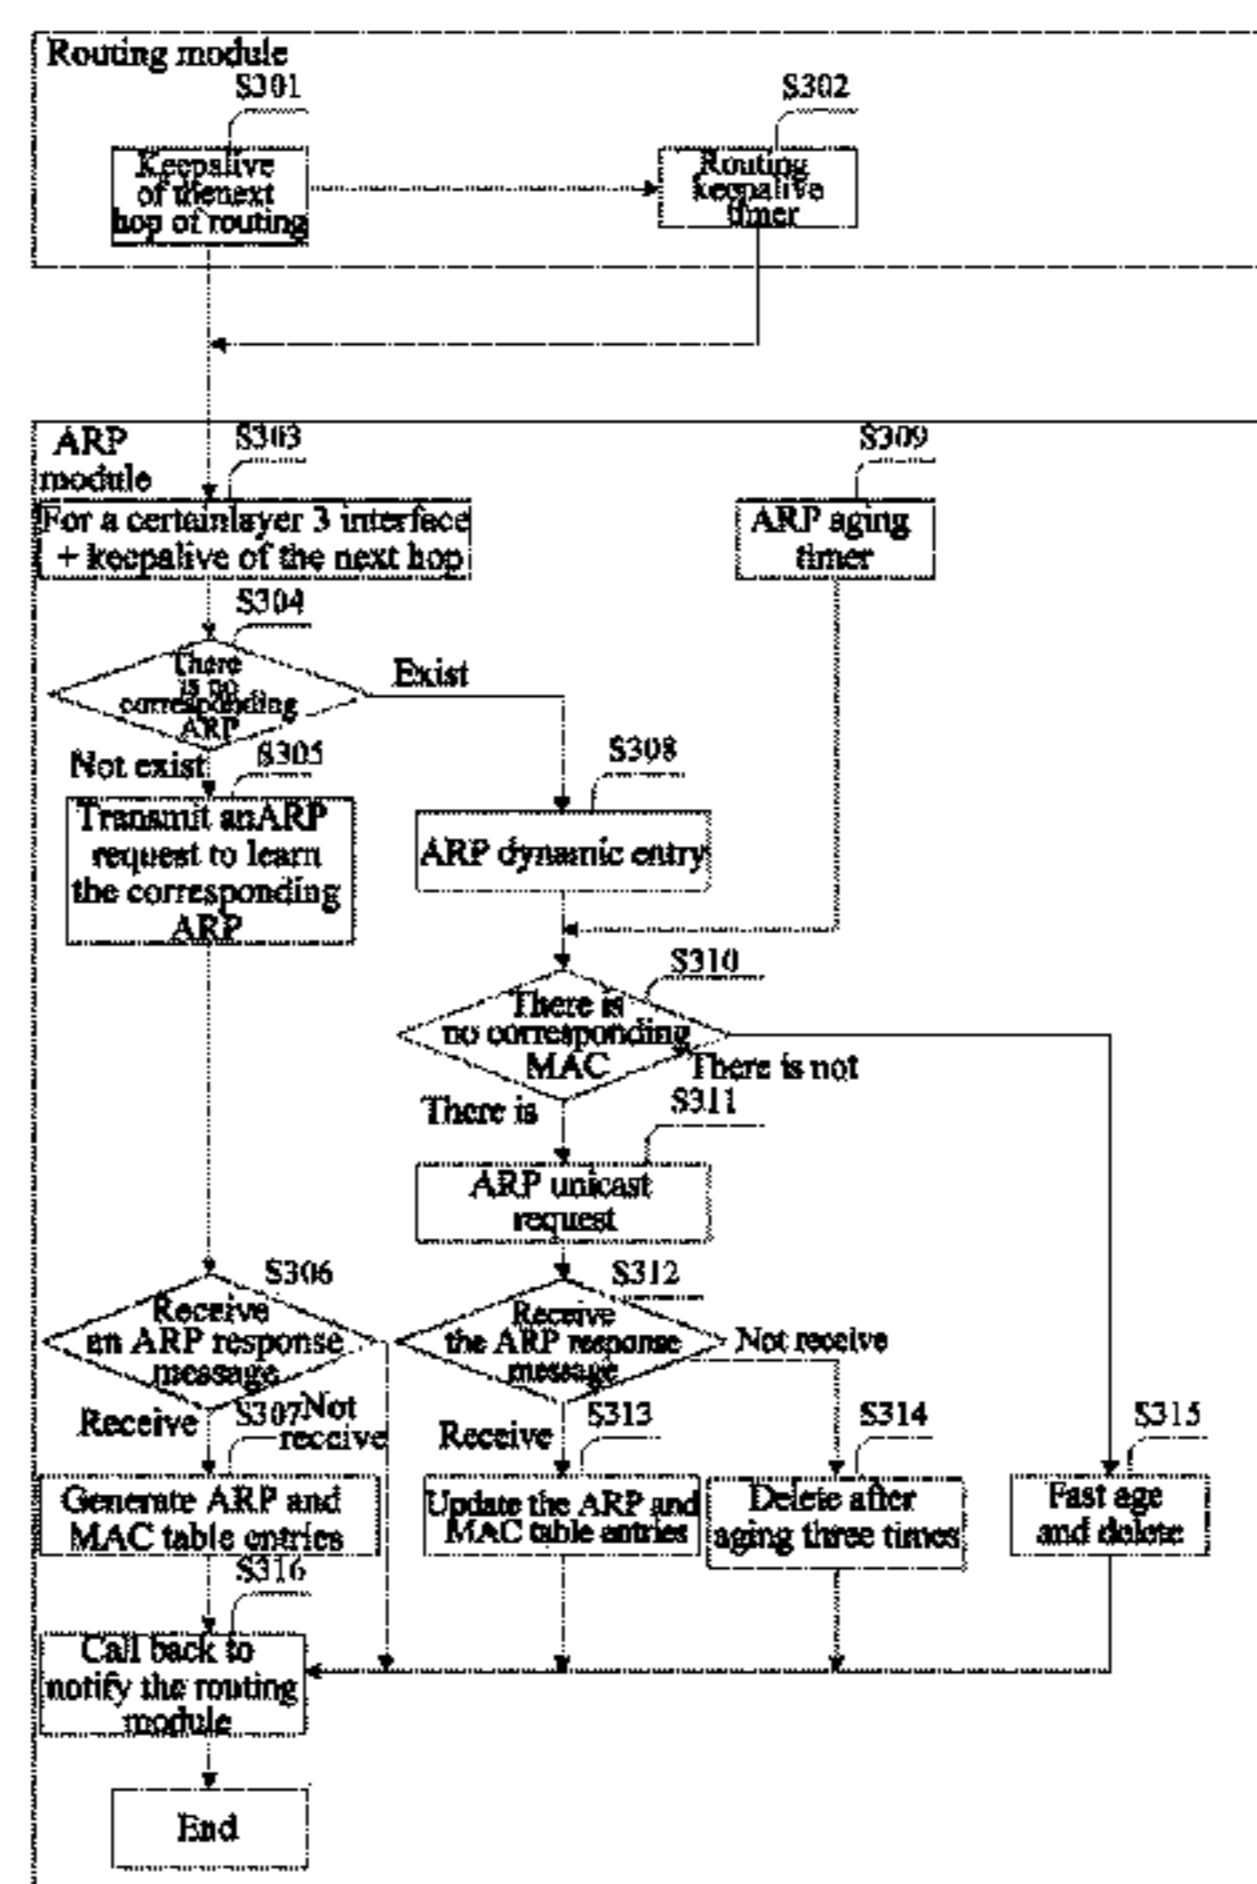 Routing module
S301
S302
Keepalive
of thenext
hop of routing
Routing
keepalive
timer
ARP
module
S303
S309
For a certainlayer 3 interface
+ keepalive of the next hop
ARP aging
timer
S304
There
is no
corresponding
ARP
Exist
Not exist
S305
S308
Transmit anARP
request to learn
the corresponding
ARP
ARP dynamic entry
S310
There is
no corresponding
MAC
There is not
There is
S311
ARP unicast
request
S306
S312
Receive
an ARP response
message
Receive
the ARP response
message
Not receive
Receive
S307
Not
receive
Receive
S313
S314
S315
Generate ARP and
MAC table entries
Update the ARP and
MAC table entries
Delete after
aging three times
Fast age
and delete
S316
Call back to
notify the routing
module
End